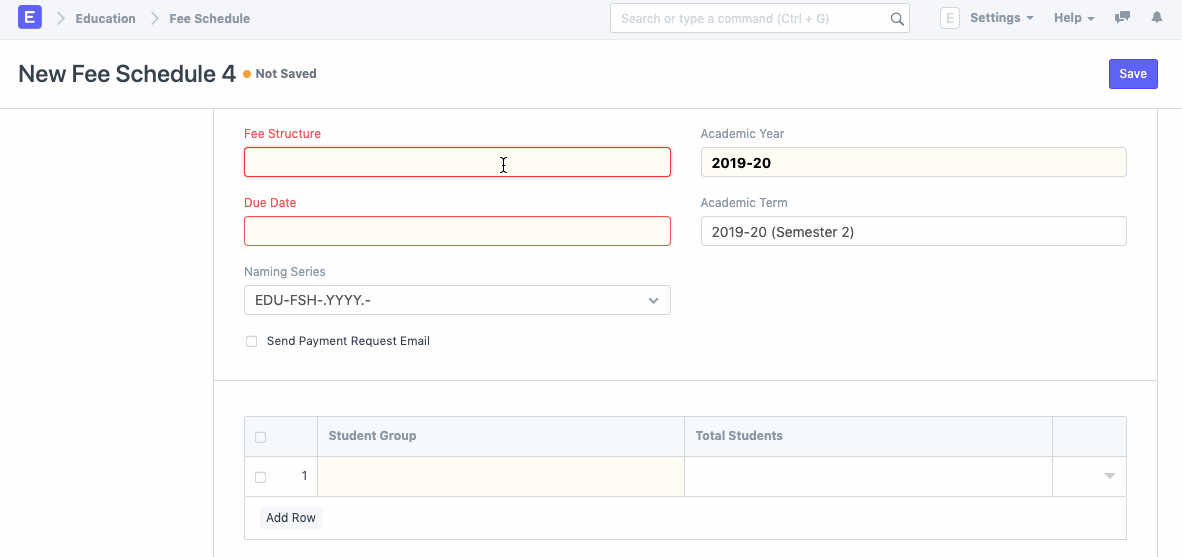 E Education Fee Schedule Search or type a command (Ctrl + G) E Settings Help
New Fee Schedule 4 Not Saved Save
Fee Structure Academic Year
2019-20
Due Date Academic Term
2019-20 (Semester 2)
Naming Series
EDU-FSH-.YYYY.-
Send Payment Request Email
Student Group Total Students
1
Add Row